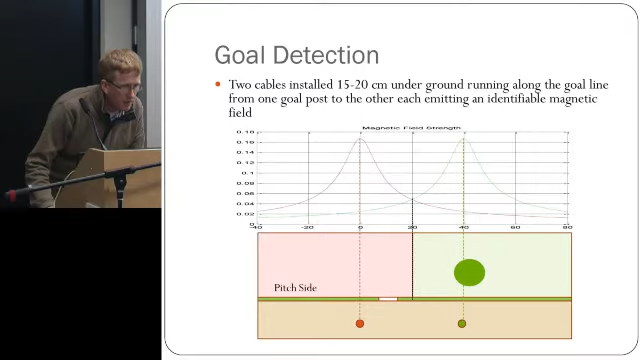 Goal Detection
Two cables installed 15-20 cm under ground running along the goal line
from one goal post to the other each emitting an identifiable magnetic
field
Magnetic Field Strength
0.18
0.16
0.14
0.12
0.1
0.08
0.06
0.04
0.02
0
-40 -20 0 20 40 60 80
Pitch Side